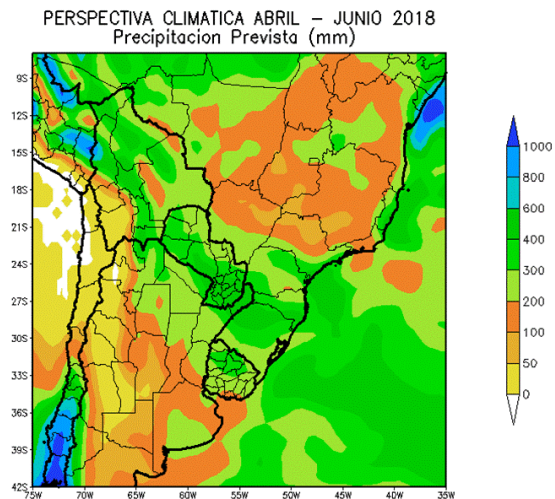 PERSPECTIVA CLIMATICA ABRIL – JUNIO 2018
Precipitacion Prevista (mm)
9S
12S
15S
18S
21S
24S
27S
30S
33S
36S
39S
42S
75W 70W 65W 60W 55W 50W 45W 40W 35W
1000
800
600
400
300
200
100
50
0